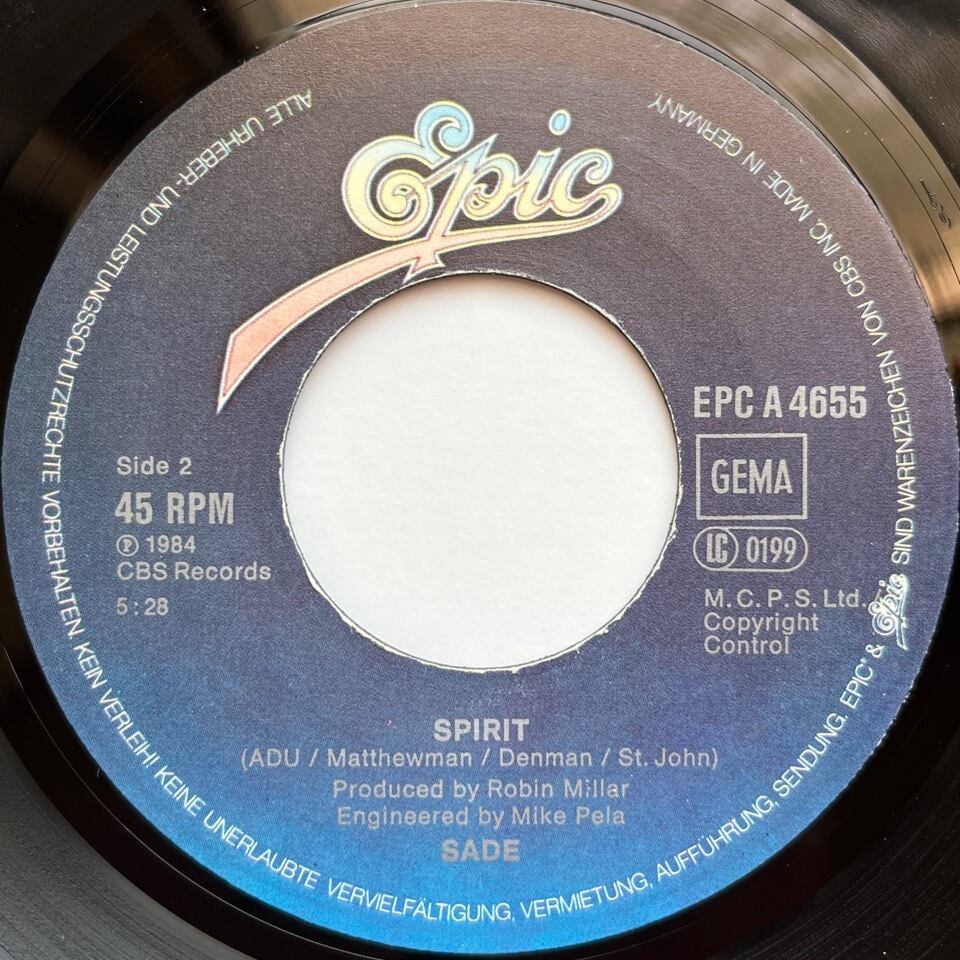 Epic
EPC A 4655
GEMA
LC 0199
M. C. P. S. Ltd.
Copyright
Control
Side 2
45 RPM
Ⓟ 1984
CBS Records
5 : 28
SPIRIT
(ADU / Matthewman / Denman / St. John)
Produced by Robin Millar
Engineered by Mike Pela
SADE
ALLE URHEBER- UND LEISTUNGSSCHUTZRECHTE VORBEHALTEN. KEIN VERLEIH! KEINE UNERLAUBTE VERVIELFÄLTIGUNG, VERMIETUNG, AUFFÜHRUNG, SENDUNG. EPIC® & Epic SIND WARENZEICHEN VON CBS INC. MADE IN GERMANY